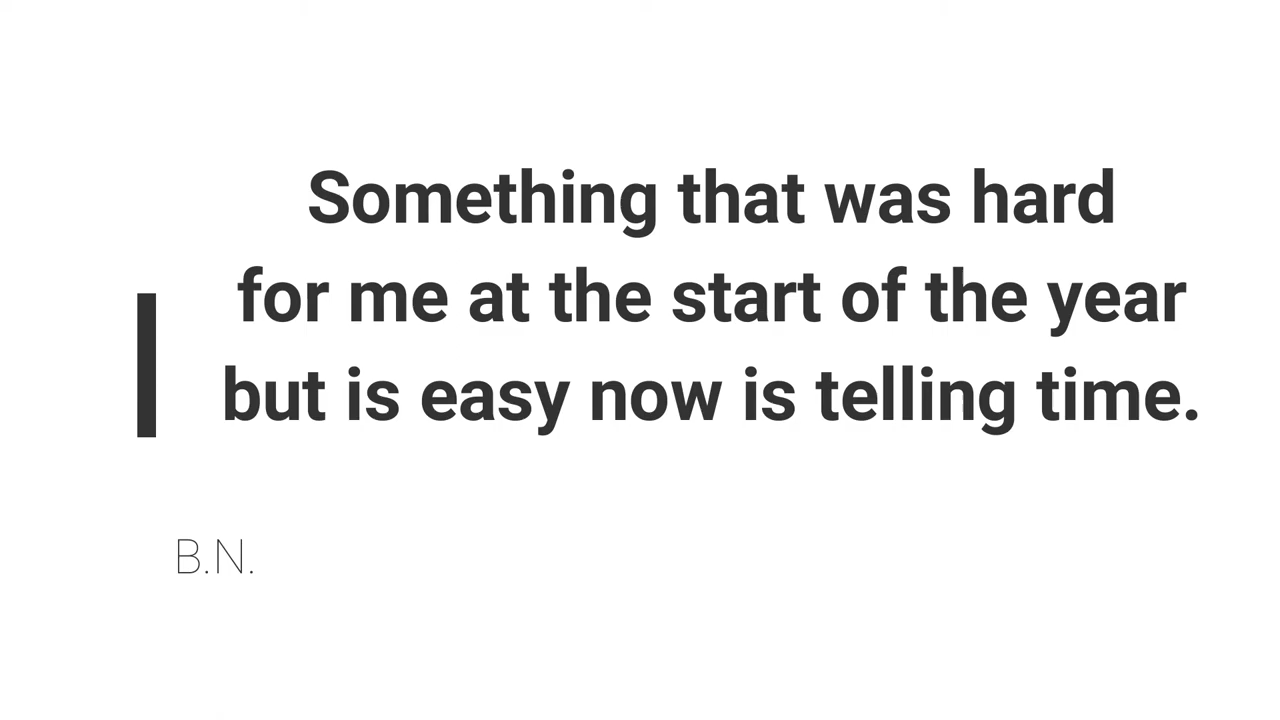 Something that was hard
for me at the start of the year
but is easy now is telling time.
B.N.